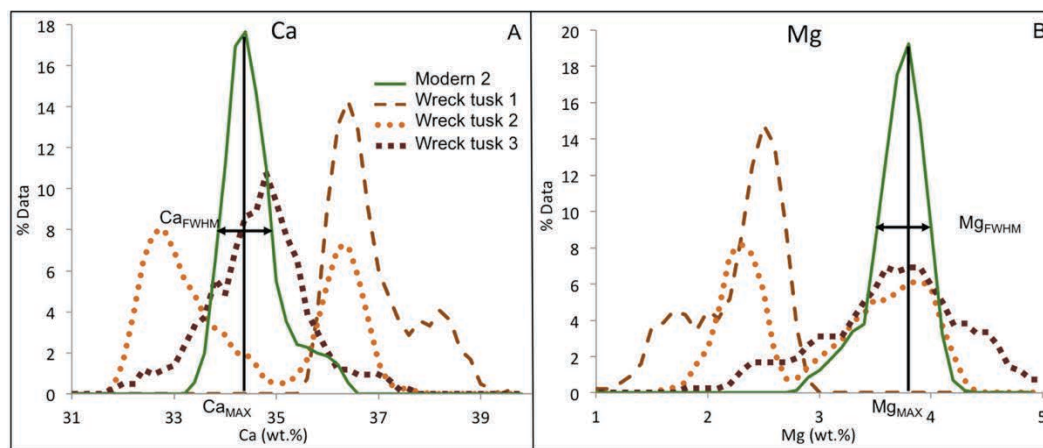 Ca
A
% Data
18
16
14
12
10
8
6
4
2
0
Modern 2
Wreck tusk 1
Wreck tusk 2
Wreck tusk 3
CaFWHM
CaMAX
31
33
35
37
39
Ca (wt.%)
Mg
B
% Data
20
18
16
14
12
10
8
6
4
2
0
MgFWHM
MgMAX
1
2
3
4
5
Mg (wt.%)